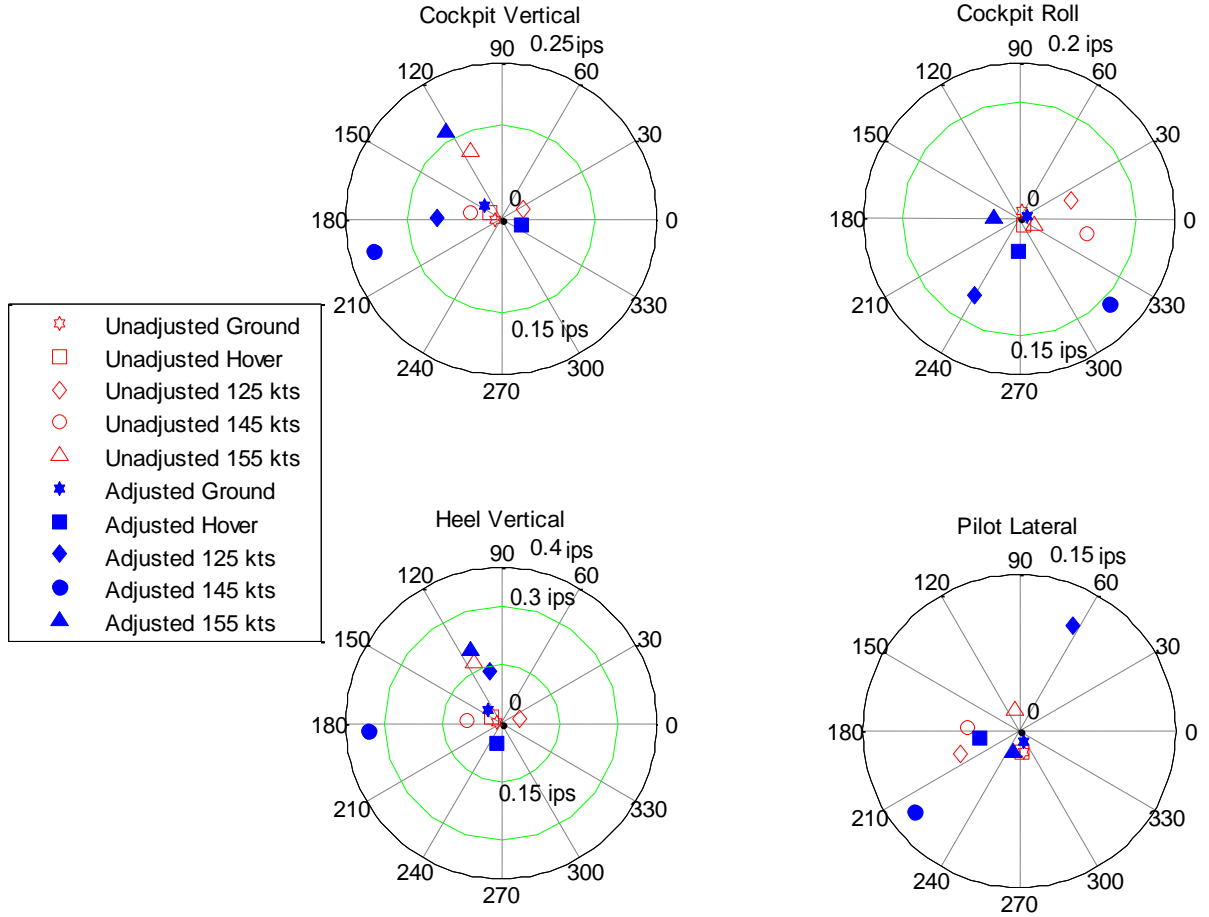 Cockpit Vertical
0.25 ips
90
120
60
150
30
0
180
0
210
330
0.15 ips
240
300
270
Cockpit Roll
0.2 ips
90
120
60
150
30
0
180
0
210
330
0.15 ips
240
300
270
Unadjusted Ground
Unadjusted Hover
Unadjusted 125 kts
Unadjusted 145 kts
Unadjusted 155 kts
Adjusted Ground
Adjusted Hover
Adjusted 125 kts
Adjusted 145 kts
Adjusted 155 kts
Heel Vertical
0.4 ips
90
120
60
0.3 ips
150
30
0
180
0
0.15 ips
210
330
240
300
270
Pilot Lateral
0.15 ips
90
120
60
150
30
0
180
0
210
330
240
300
270